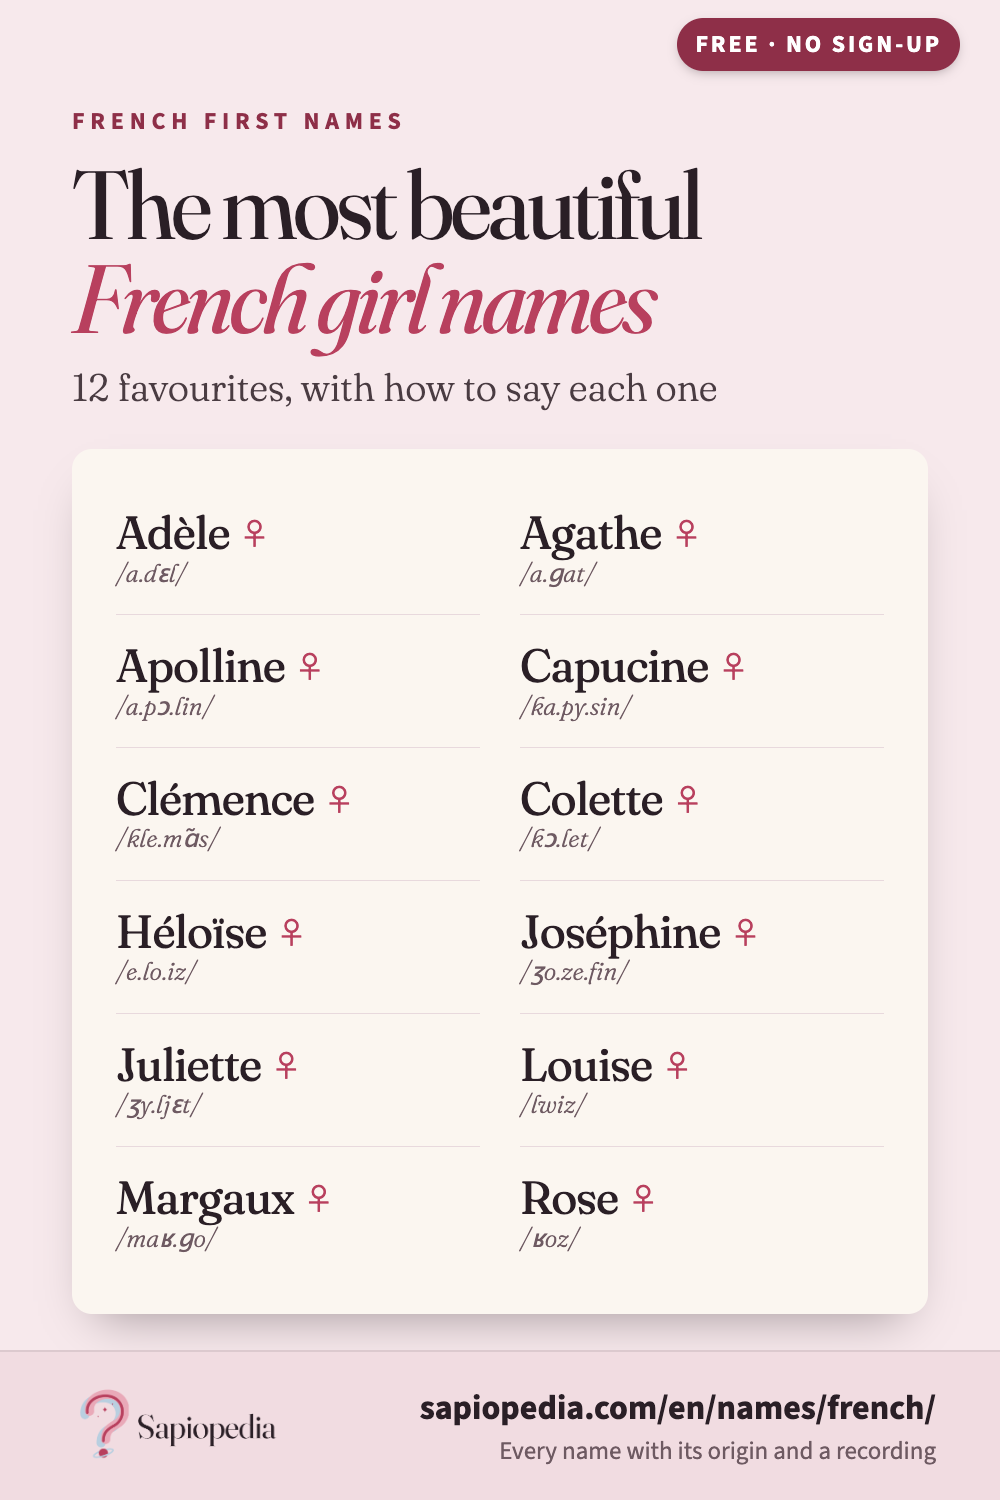 FREE · NO SIGN-UP
FRENCH FIRST NAMES
The most beautiful
French girl names
12 favourites, with how to say each one
Adèle ♀
/a.dɛl/
Agathe ♀
/a.ɡat/
Apolline ♀
/a.pɔ.lin/
Capucine ♀
/ka.py.sin/
Clémence ♀
/kle.mɑ̃s/
Colette ♀
/kɔ.let/
Héloïse ♀
/e.lo.iz/
Joséphine ♀
/ʒo.ze.fin/
Juliette ♀
/ʒy.ljɛt/
Louise ♀
/lwiz/
Margaux ♀
/maʁ.ɡo/
Rose ♀
/ʁoz/
Sapiopedia
sapiopedia.com/en/names/french/
Every name with its origin and a recording